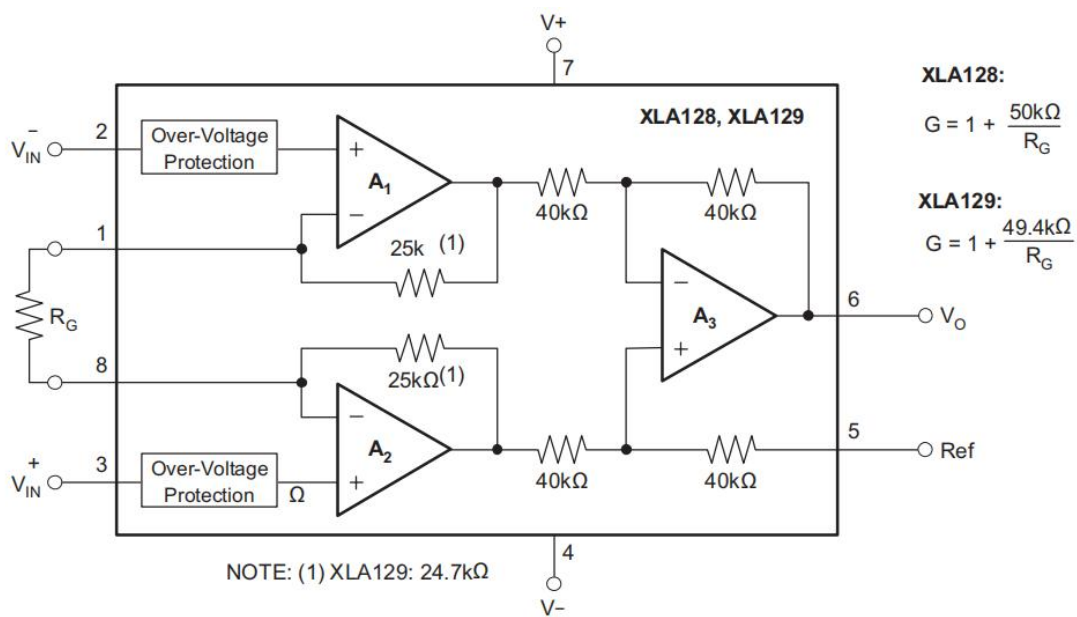 V+
7
XLA128:
XLA128, XLA129
G = 1 + 50kΩ
R_G
−
V_IN
2
Over-Voltage
Protection
+
A_1
−
40kΩ
40kΩ
XLA129:
G = 1 + 49.4kΩ
R_G
1
25k (1)
R_G
−
A_3
+
6
V_O
8
25kΩ(1)
−
A_2
+
5
Ref
+
V_IN
3
Over-Voltage
Protection
Ω
40kΩ
40kΩ
4
NOTE: (1) XLA129: 24.7kΩ
V−